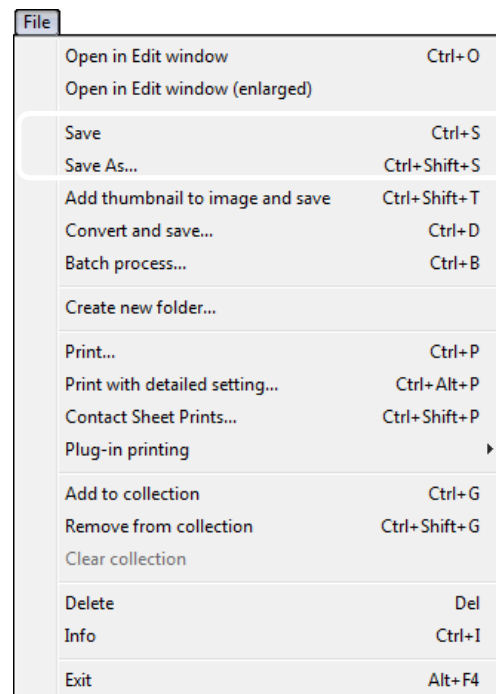 File
Open in Edit window Ctrl+O
Open in Edit window (enlarged)
Save Ctrl+S
Save As... Ctrl+Shift+S
Add thumbnail to image and save Ctrl+Shift+T
Convert and save... Ctrl+D
Batch process... Ctrl+B
Create new folder...
Print... Ctrl+P
Print with detailed setting... Ctrl+Alt+P
Contact Sheet Prints... Ctrl+Shift+P
Plug-in printing
Add to collection Ctrl+G
Remove from collection Ctrl+Shift+G
Clear collection
Delete Del
Info Ctrl+I
Exit Alt+F4